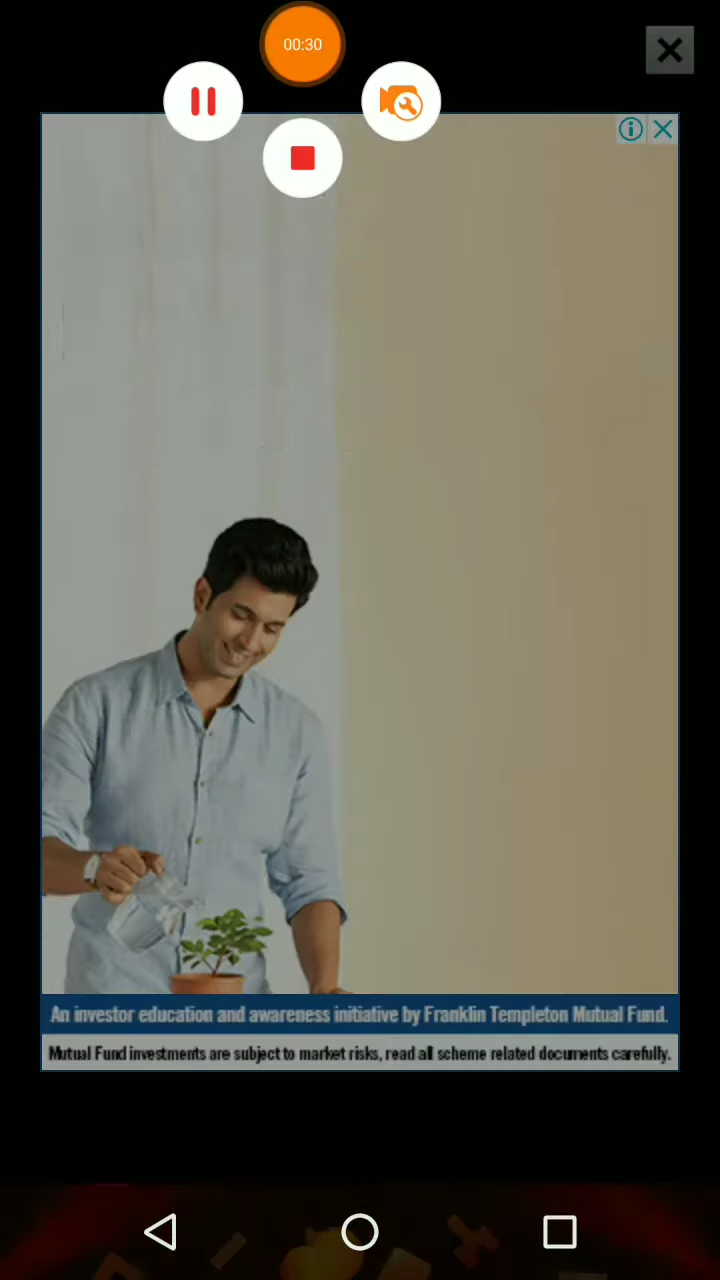 00:30
An investor education and awareness initiative by Franklin Templeton Mutual Fund.
Mutual Fund investments are subject to market risks, read all scheme related documents carefully.